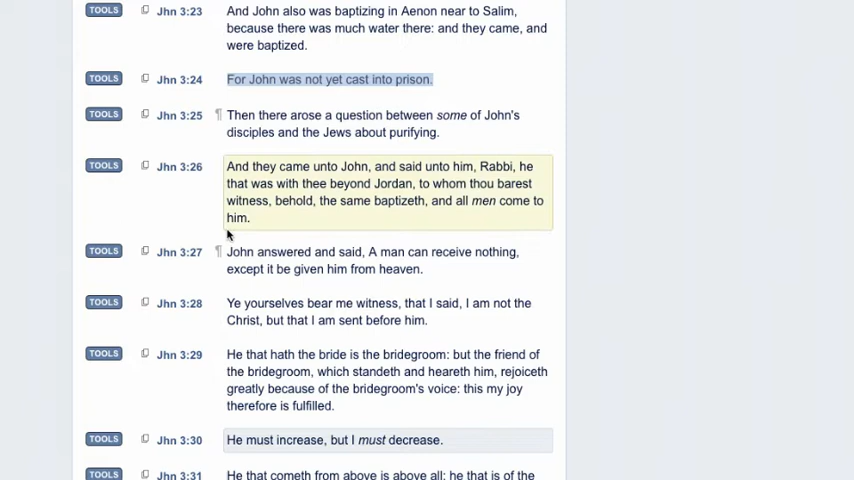 TOOLS Jhn 3:23 And John also was baptizing in Aenon near to Salim,
because there was much water there: and they came, and
were baptized.
TOOLS Jhn 3:24 For John was not yet cast into prison.
TOOLS Jhn 3:25 ¶ Then there arose a question between some of John's
disciples and the Jews about purifying.
TOOLS Jhn 3:26 And they came unto John, and said unto him, Rabbi, he
that was with thee beyond Jordan, to whom thou barest
witness, behold, the same baptizeth, and all men come to
him.
TOOLS Jhn 3:27 ¶ John answered and said, A man can receive nothing,
except it be given him from heaven.
TOOLS Jhn 3:28 Ye yourselves bear me witness, that I said, I am not the
Christ, but that I am sent before him.
TOOLS Jhn 3:29 He that hath the bride is the bridegroom: but the friend of
the bridegroom, which standeth and heareth him, rejoiceth
greatly because of the bridegroom's voice: this my joy
therefore is fulfilled.
TOOLS Jhn 3:30 He must increase, but I must decrease.
TOOLS Jhn 3:31 He that cometh from above is above all: he that is of the